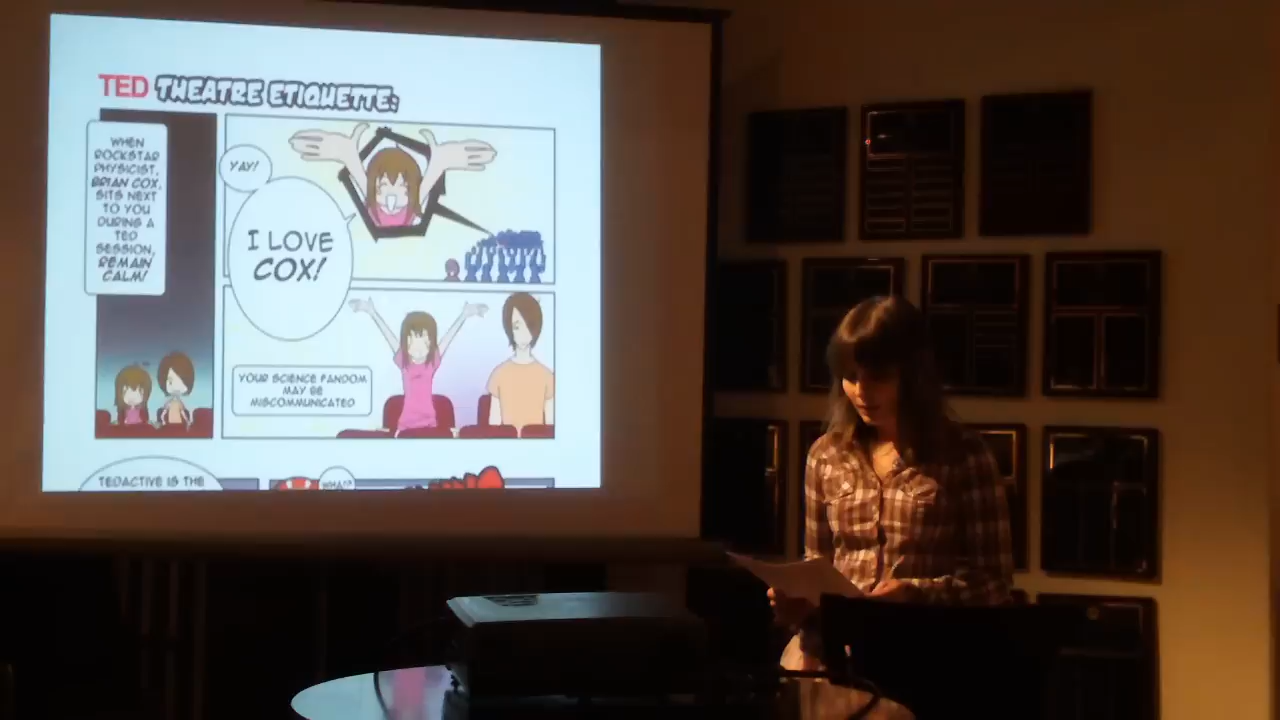 TED THEATRE ETIQUETTE:
WHEN
ROCKSTAR
PHYSICIST,
BRIAN COX,
SITS NEXT
TO YOU
DURING A
TED
SESSION,
REMAIN
CALM!
YAY!
I LOVE
COX!
YOUR SCIENCE FANDOM
MAY BE
MISCOMMUNICATED
TEDACTIVE IS THE
WHA!?